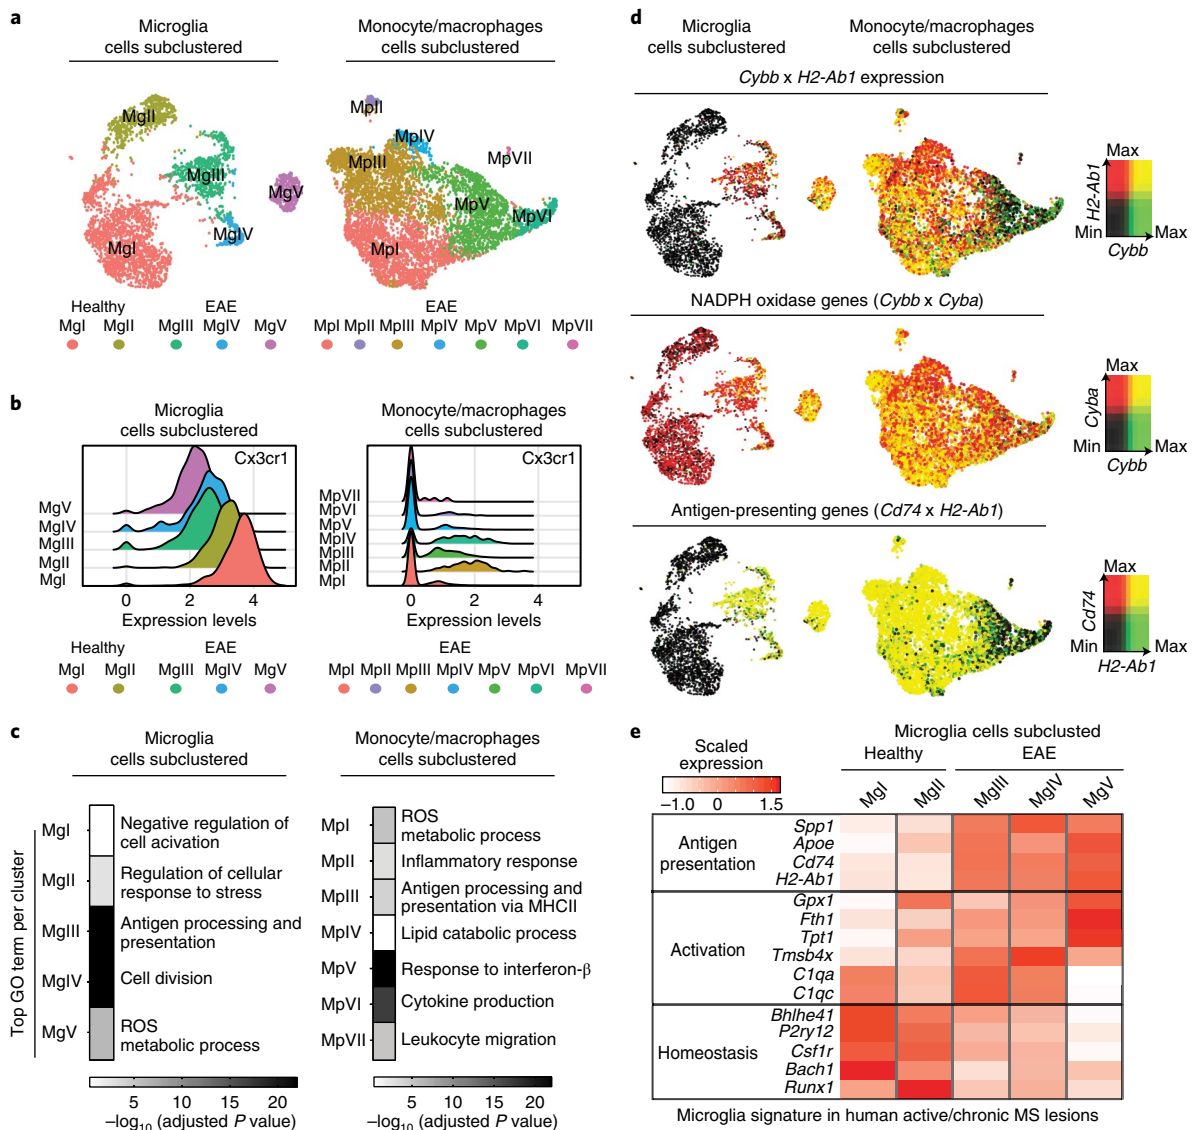 a
Microglia
cells subclustered
Monocyte/macrophages
cells subclustered
MgII
MgIII
MgV
MgI
MgIV
MpII
MpIV
MpIII
MpVII
MpV
MpVI
MpI
Healthy EAE
MgI MgII MgIII MgIV MgV
EAE
MpI MpII MpIII MpIV MpV MpVI MpVII
b
Microglia
cells subclustered
Monocyte/macrophages
cells subclustered
Cx3cr1
MgV
MgIV
MgIII
MgII
MgI
0 2 4
Expression levels
Cx3cr1
MpVII
MpVI
MpV
MpIV
MpIII
MpII
MpI
0 2 4
Expression levels
Healthy EAE
MgI MgII MgIII MgIV MgV
EAE
MpI MpII MpIII MpIV MpV MpVI MpVII
c
Microglia
cells subclustered
Monocyte/macrophages
cells subclustered
Top GO term per cluster
MgI Negative regulation of
cell acivation
MgII Regulation of cellular
response to stress
MgIII Antigen processing and
presentation
MgIV Cell division
MgV ROS
metabolic process
5 10 15 20
–log10 (adjusted P value)
MpI ROS
metabolic process
MpII Inflammatory response
MpIII Antigen processing and
presentation via MHCII
MpIV Lipid catabolic process
MpV Response to interferon-β
MpVI Cytokine production
MpVII Leukocyte migration
5 10 15 20
–log10 (adjusted P value)
d
Microglia
cells subclustered
Monocyte/macrophages
cells subclustered
Cybb x H2-Ab1 expression
Max
H2-Ab1
Min Max
Cybb
NADPH oxidase genes (Cybb x Cyba)
Max
Cyba
Min Max
Cybb
Antigen-presenting genes (Cd74 x H2-Ab1)
Max
Cd74
Min Max
H2-Ab1
e
Microglia cells subclusted
Scaled
expression
–1.0 0 1.5
Healthy EAE
MgI MgII MgIII MgIV MgV
Antigen
presentation
Spp1
Apoe
Cd74
H2-Ab1
Activation
Gpx1
Fth1
Tpt1
Tmsb4x
C1qa
C1qc
Homeostasis
Bhlhe41
P2ry12
Csf1r
Bach1
Runx1
Microglia signature in human active/chronic MS lesions